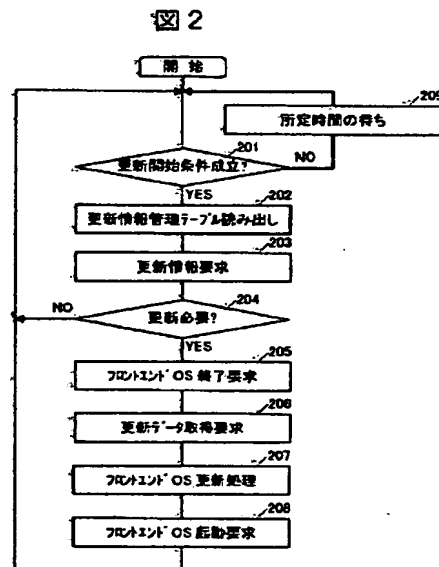 図2
開始
209
所定時間の待ち
201
更新開始条件成立?
NO
YES
202
更新情報管理テーブル読み出し
203
更新情報要求
204
NO
更新必要?
YES
205
フロントエンドOS 終了要求
206
更新データ取得要求
207
フロントエンドOS 更新処理
208
フロントエンドOS 起動要求